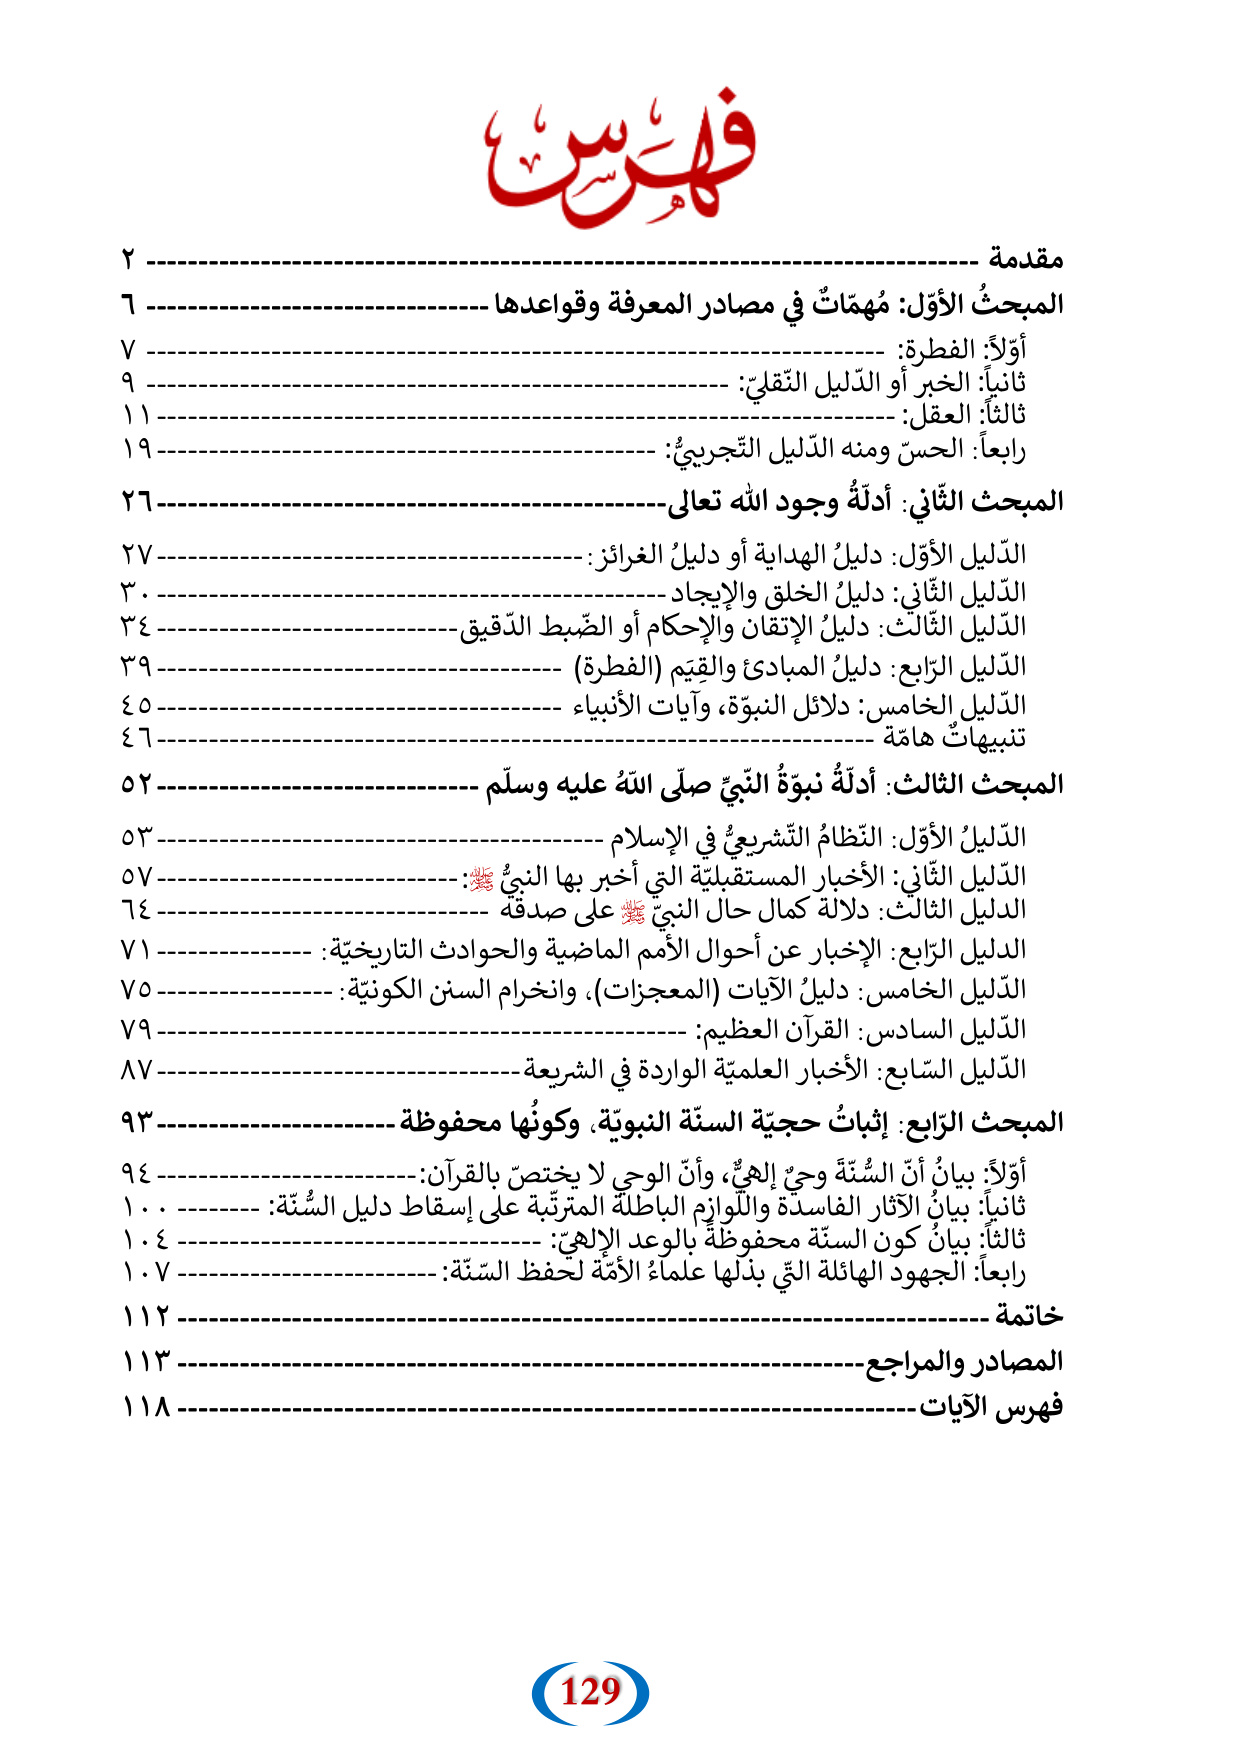 فهرس
مقدمة -------------------------------------------------------------------------------- ٢
المبحثُ الأوّل: مُهمّاتٌ في مصادر المعرفة وقواعدها --------------------------------- ٦
أوّلاً: الفطرة: ----------------------------------------------------------------------- ٧
ثانياً: الخبر أو الدّليل النّقليّ: -------------------------------------------------------- ٩
ثالثاً: العقل: ----------------------------------------------------------------------- ١١
رابعاً: الحسّ ومنه الدّليل التّجريبيُّ: ------------------------------------------------ ١٩
المبحث الثّاني: أدلّةُ وجود الله تعالى------------------------------------------------- ٢٦
الدّليل الأوّل: دليلُ الهداية أو دليلُ الغرائز: ----------------------------------------- ٢٧
الدّليل الثّاني: دليلُ الخلق والإيجاد ------------------------------------------------- ٣٠
الدّليل الثّالث: دليلُ الإتقان والإحكام أو الضّبط الدّقيق----------------------------- ٣٤
الدّليل الرّابع: دليلُ المبادئ والقِيَم (الفطرة) --------------------------------------- ٣٩
الدّليل الخامس: دلائل النبوّة، وآيات الأنبياء --------------------------------------- ٤٥
تنبيهاتٌ هامّة --------------------------------------------------------------------- ٤٦
المبحث الثالث: أدلّةُ نبوّةُ النّبيِّ صلّى اللهُ عليه وسلّم ------------------------------- ٥٢
الدّليلُ الأوّل: النّظامُ التّشريعيُّ في الإسلام ------------------------------------------- ٥٣
الدّليل الثّاني: الأخبار المستقبليّة التي أخبر بها النبيُّ ﷺ: ----------------------------- ٥٧
الدليل الثالث: دلالة كمال حال النبيّ ﷺ على صدقه -------------------------------- ٦٤
الدليل الرّابع: الإخبار عن أحوال الأمم الماضية والحوادث التاريخيّة: --------------- ٧١
الدّليل الخامس: دليلُ الآيات (المعجزات)، وانخرام السنن الكونيّة: ----------------- ٧٥
الدّليل السادس: القرآن العظيم: --------------------------------------------------- ٧٩
الدّليل السّابع: الأخبار العلميّة الواردة في الشريعة----------------------------------- ٨٧
المبحث الرّابع: إثباتُ حجيّة السنّة النبويّة، وكونُها محفوظة ----------------------- ٩٣
أوّلاً: بيانُ أنّ السُّنّةَ وحيٌ إلهيٌّ، وأنّ الوحي لا يختصّ بالقرآن:------------------------- ٩٤
ثانياً: بيانُ الآثار الفاسدة واللّوازم الباطلة المترتّبة على إسقاط دليل السُّنّة: -------- ١٠٠
ثالثاً: بيانُ كون السنّة محفوظةً بالوعد الإلهيّ: ----------------------------------- ١٠٤
رابعاً: الجهود الهائلة التّي بذلها علماءُ الأمّة لحفظ السّنّة: ------------------------- ١٠٧
خاتمة ------------------------------------------------------------------------------ ١١٢
المصادر والمراجع------------------------------------------------------------------ ١١٣
فهرس الآيات----------------------------------------------------------------------- ١١٨
129